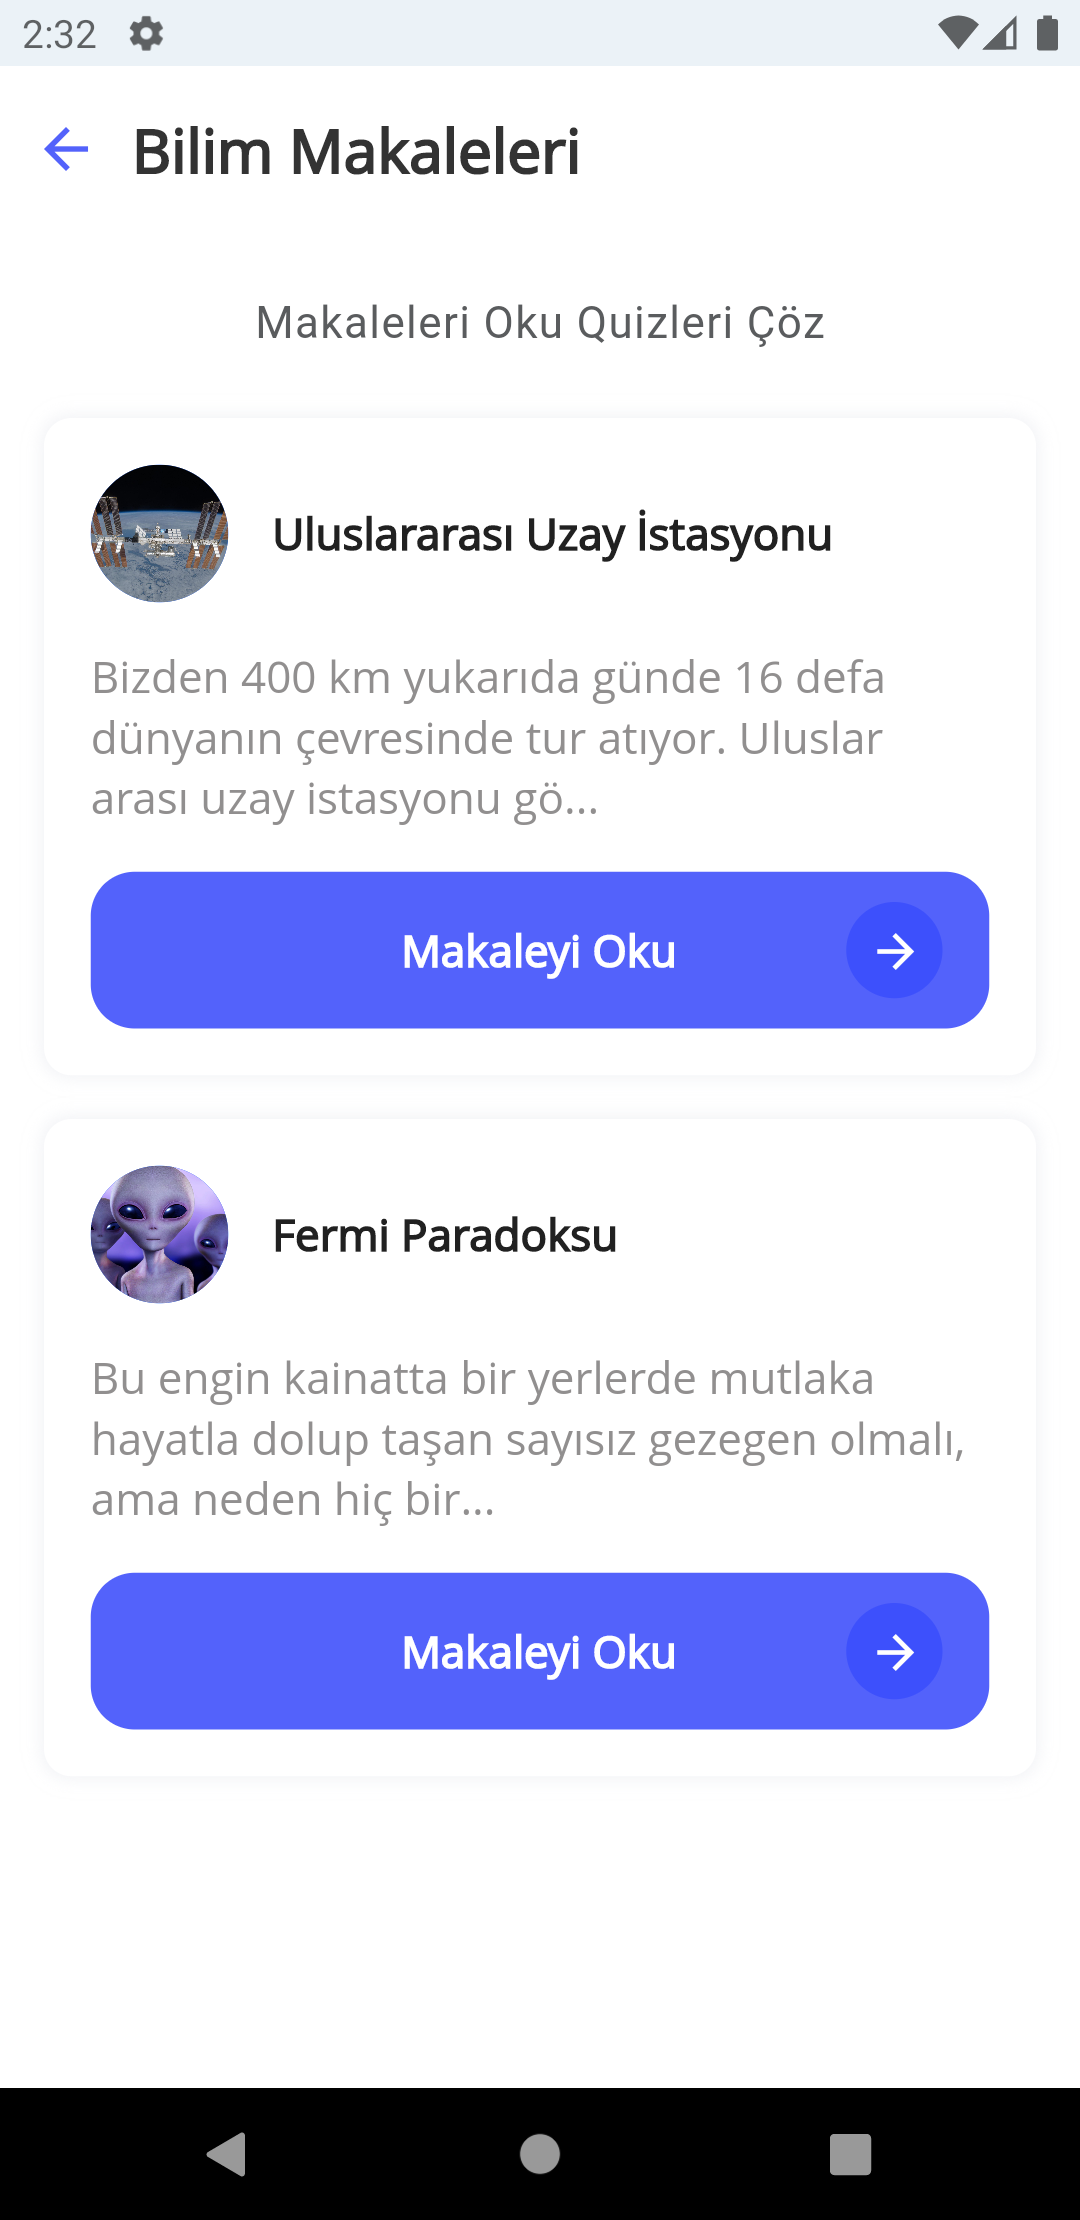 2:32
Bilim Makaleleri
Makaleleri Oku Quizleri Çöz
Uluslararası Uzay İstasyonu
Bizden 400 km yukarıda günde 16 defa
dünyanın çevresinde tur atıyor. Uluslar
arası uzay istasyonu gö...
Makaleyi Oku
Fermi Paradoksu
Bu engin kainatta bir yerlerde mutlaka
hayatla dolup taşan sayısız gezegen olmalı,
ama neden hiç bir...
Makaleyi Oku